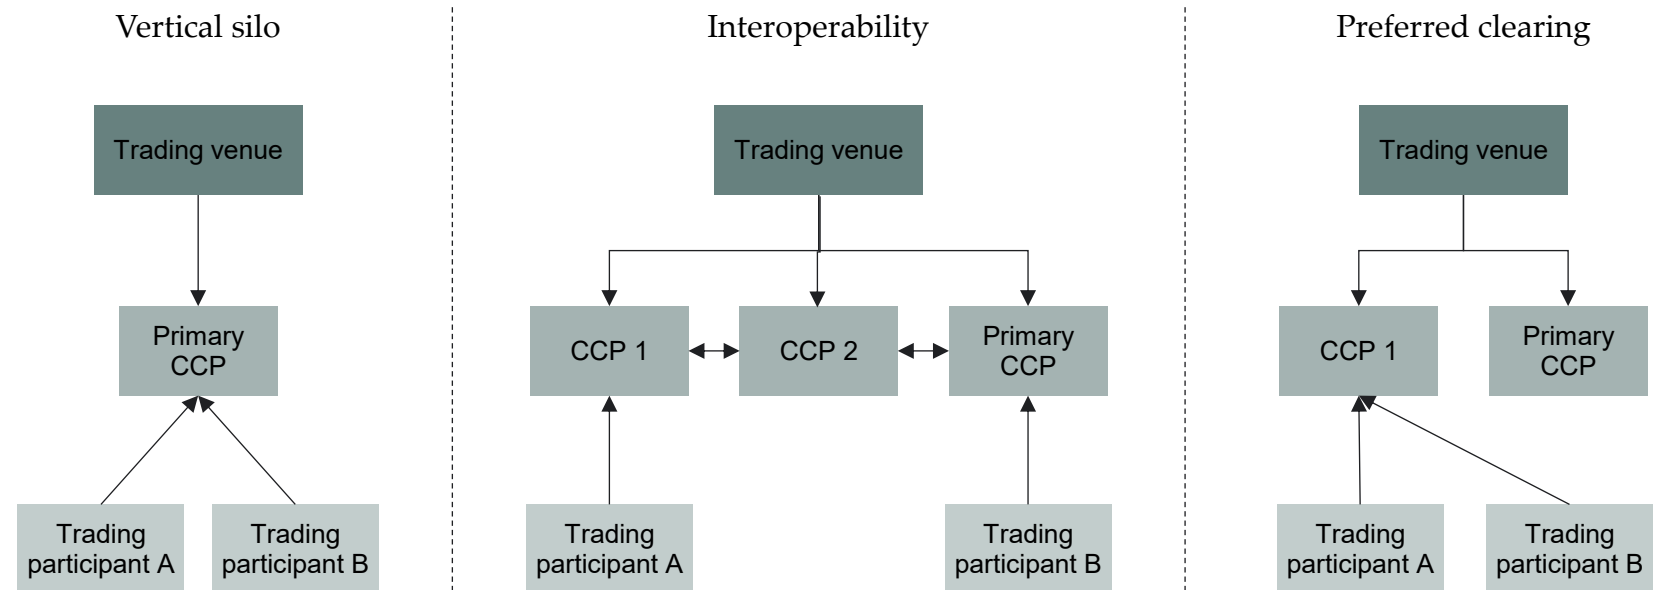 Vertical silo
Interoperability
Preferred clearing
Trading venue
Trading venue
Trading venue
Primary
CCP
CCP 1
CCP 2
Primary
CCP
CCP 1
Primary
CCP
Trading
participant A
Trading
participant B
Trading
participant A
Trading
participant B
Trading
participant A
Trading
participant B